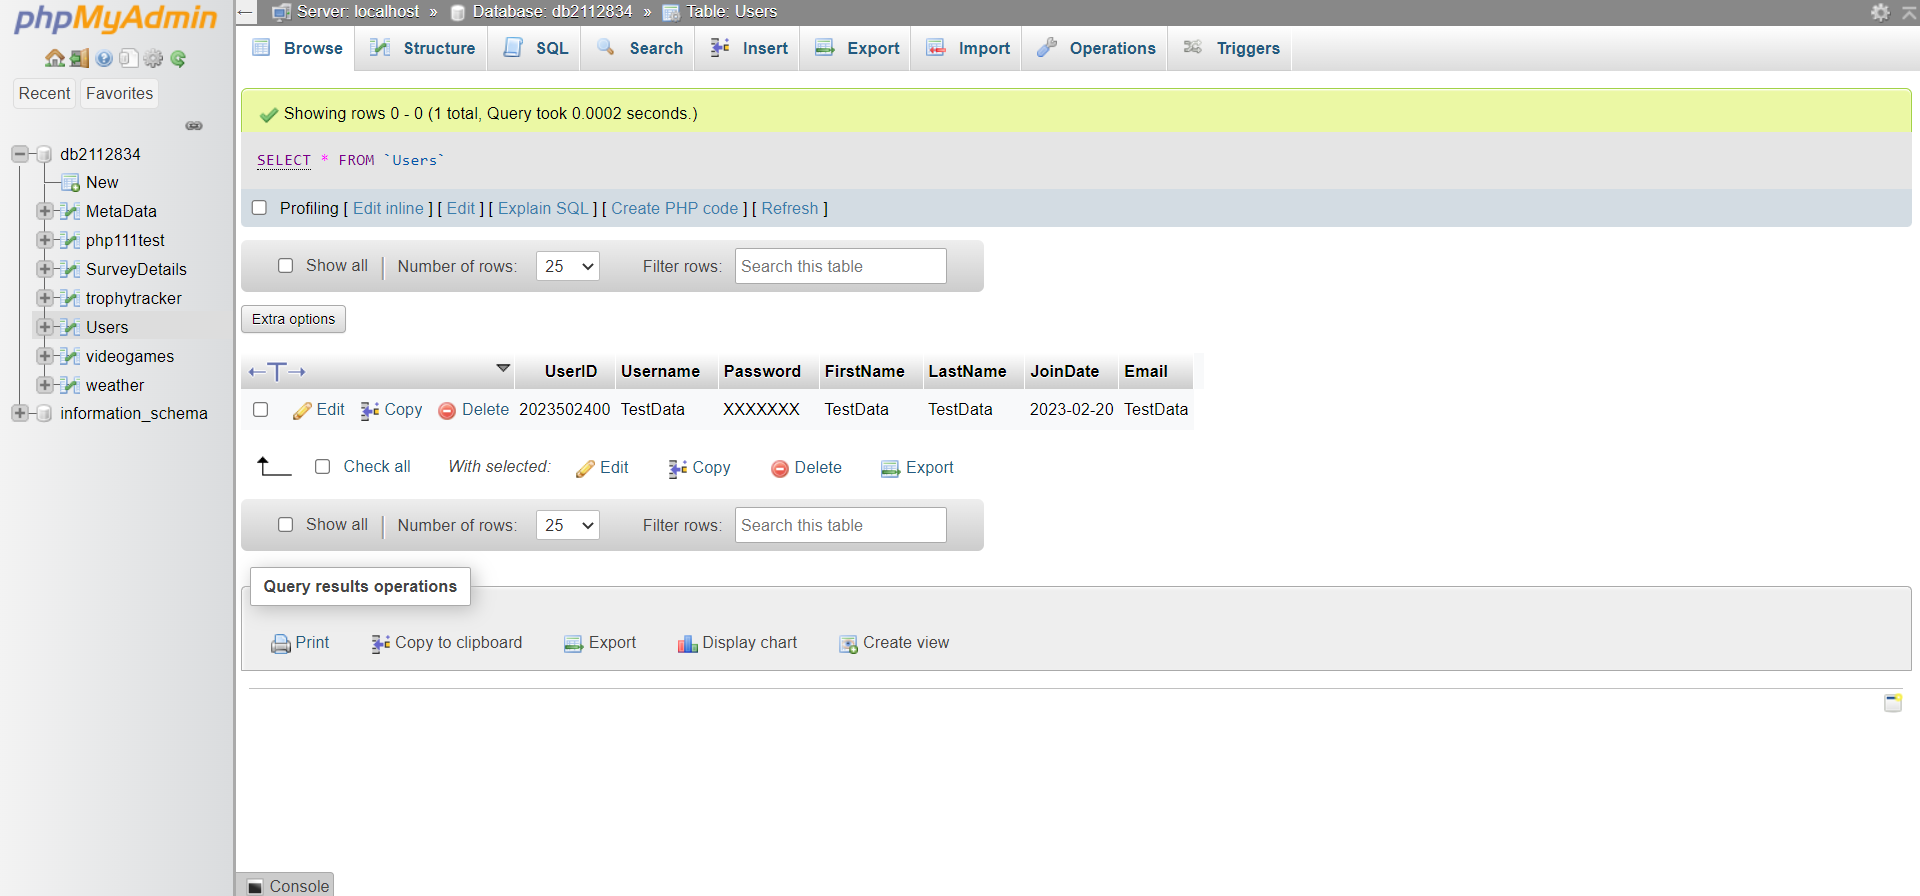 phpMyAdmin
Recent Favorites
db2112834
New
MetaData
php111test
SurveyDetails
trophytracker
Users
videogames
weather
information_schema
Server: localhost » Database: db2112834 » Table: Users
Browse Structure SQL Search Insert Export Import Operations Triggers
Showing rows 0 - 0 (1 total, Query took 0.0002 seconds.)
SELECT * FROM `Users`
Profiling [ Edit inline ] [ Edit ] [ Explain SQL ] [ Create PHP code ] [ Refresh ]
Show all | Number of rows: 25 Filter rows: Search this table
Extra options
←T→ UserID Username Password FirstName LastName JoinDate Email
Edit Copy Delete 2023502400 TestData XXXXXXX TestData TestData 2023-02-20 TestData
Check all With selected: Edit Copy Delete Export
Show all | Number of rows: 25 Filter rows: Search this table
Query results operations
Print Copy to clipboard Export Display chart Create view
Console